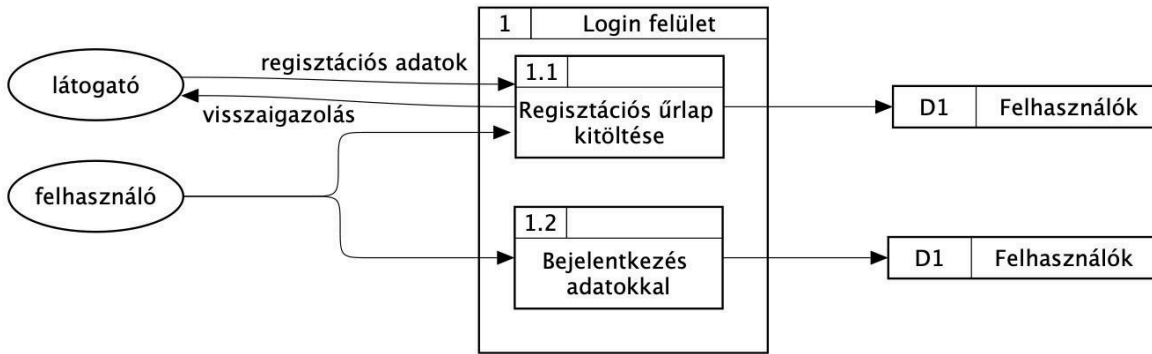 1 Login felület
látogató
regisztációs adatok
visszaigazolás
1.1
Regisztációs űrlap
kitöltése
D1 Felhasználók
felhasználó
1.2
Bejelentkezés
adatokkal
D1 Felhasználók